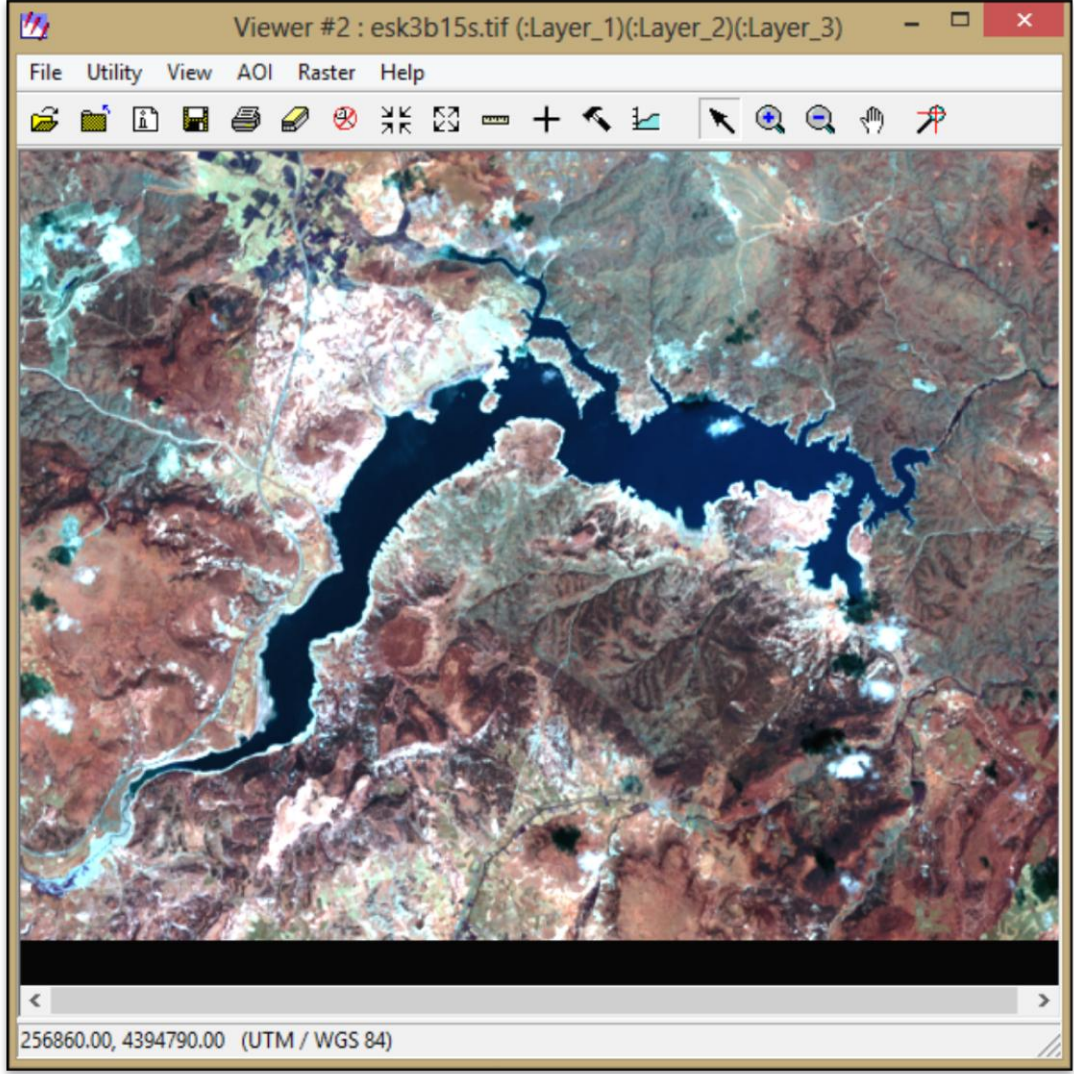 Viewer #2 : esk3b15s.tif (:Layer_1)(:Layer_2)(:Layer_3)
File Utility View AOI Raster Help
256860.00, 4394790.00 (UTM / WGS 84)